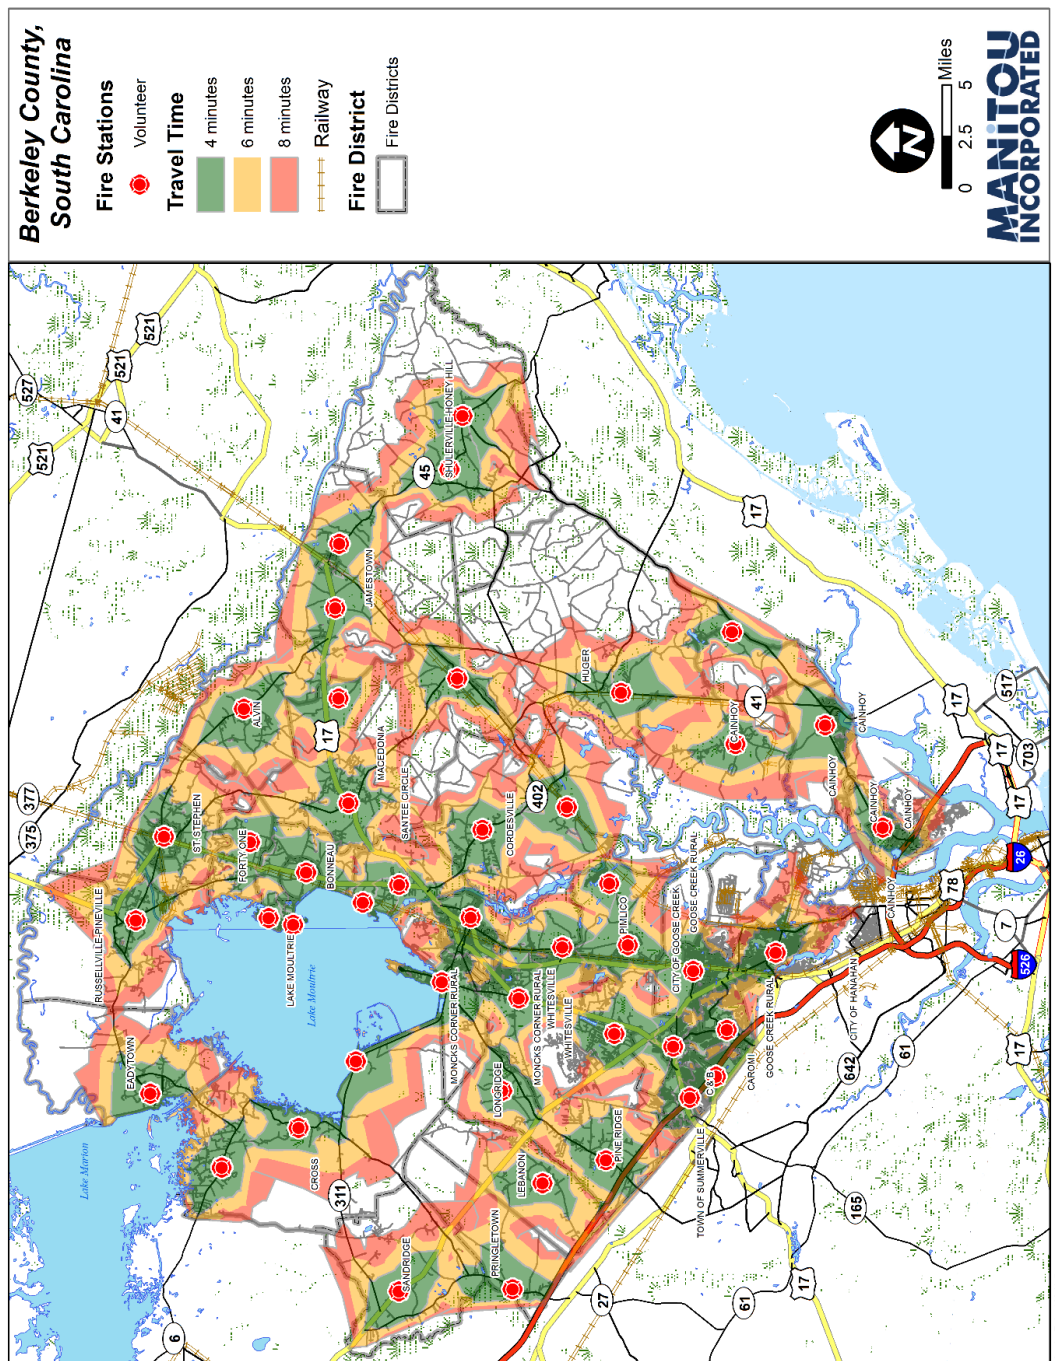 Berkeley County,
South Carolina
Fire Stations
Volunteer
Travel Time
4 minutes
6 minutes
8 minutes
Railway
Fire District
Fire Districts
N
0 2.5 5
Miles
MANITOU
INCORPORATED
6
Lake Marion
375
377
521
527
41
521
521
RUSSELLVILLE-PINEVILLE
EADYTOWN
ST STEPHEN
ALVIN
FORTY ONE
BONNEAU
LAKE MOULTRIE
Lake Moultrie
CROSS
311
17
MACEDONIA
SANTEE CIRCLE
JAMESTOWN
45
SHULERVILLE-HONEY HILL
SANDRIDGE
PRINGLETOWN
LEBANON
LONGRIDGE
MONCKS CORNER RURAL
MONCKS CORNER RURAL
WHITESVILLE
WHITESVILLE
CORDESVILLE
402
HUGER
PINE RIDGE
PIMLICO
CITY OF GOOSE CREEK
GOOSE CREEK RURAL
TOWN OF SUMMERVILLE
C & B
CAROMI
GOOSE CREEK RURAL
CAINHOY
41
CAINHOY
CAINHOY
CAINHOY
CAINHOY
CAINHOY
CITY OF HANAHAN
27
61
17
165
642
61
17
526
7
78
26
17
703
17
517
17
17